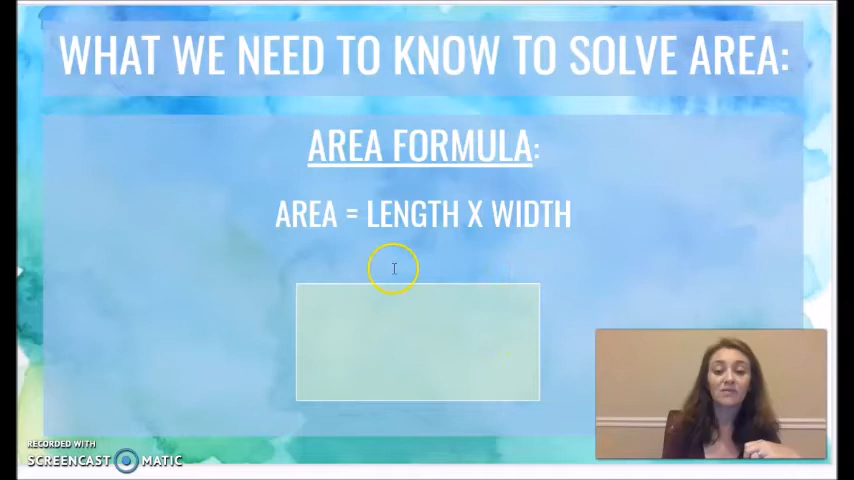 WHAT WE NEED TO KNOW TO SOLVE AREA:
AREA FORMULA:
AREA = LENGTH X WIDTH
RECORDED WITH
SCREENCAST MATIC